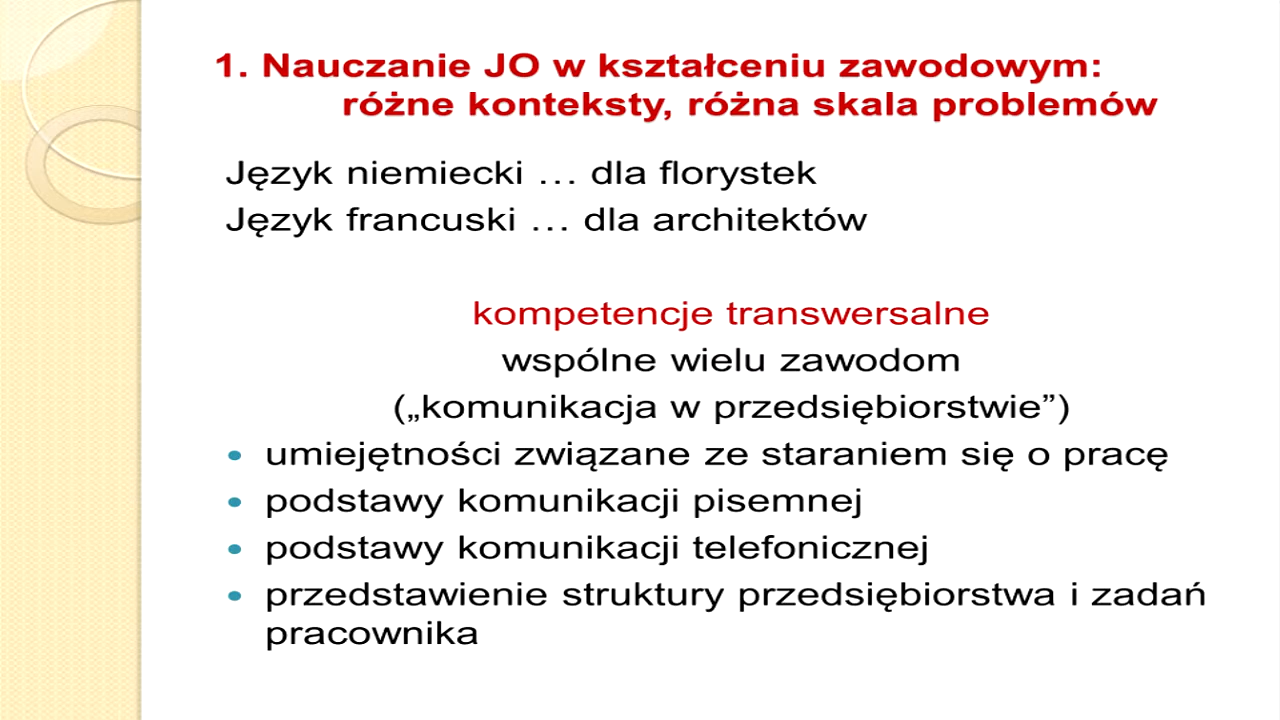 1. Nauczanie JO w kształceniu zawodowym:
różne konteksty, różna skala problemów
Język niemiecki … dla florystek
Język francuski … dla architektów
kompetencje transwersalne
wspólne wielu zawodom
(„komunikacja w przedsiębiorstwie”)
• umiejętności związane ze staraniem się o pracę
• podstawy komunikacji pisemnej
• podstawy komunikacji telefonicznej
• przedstawienie struktury przedsiębiorstwa i zadań
pracownika